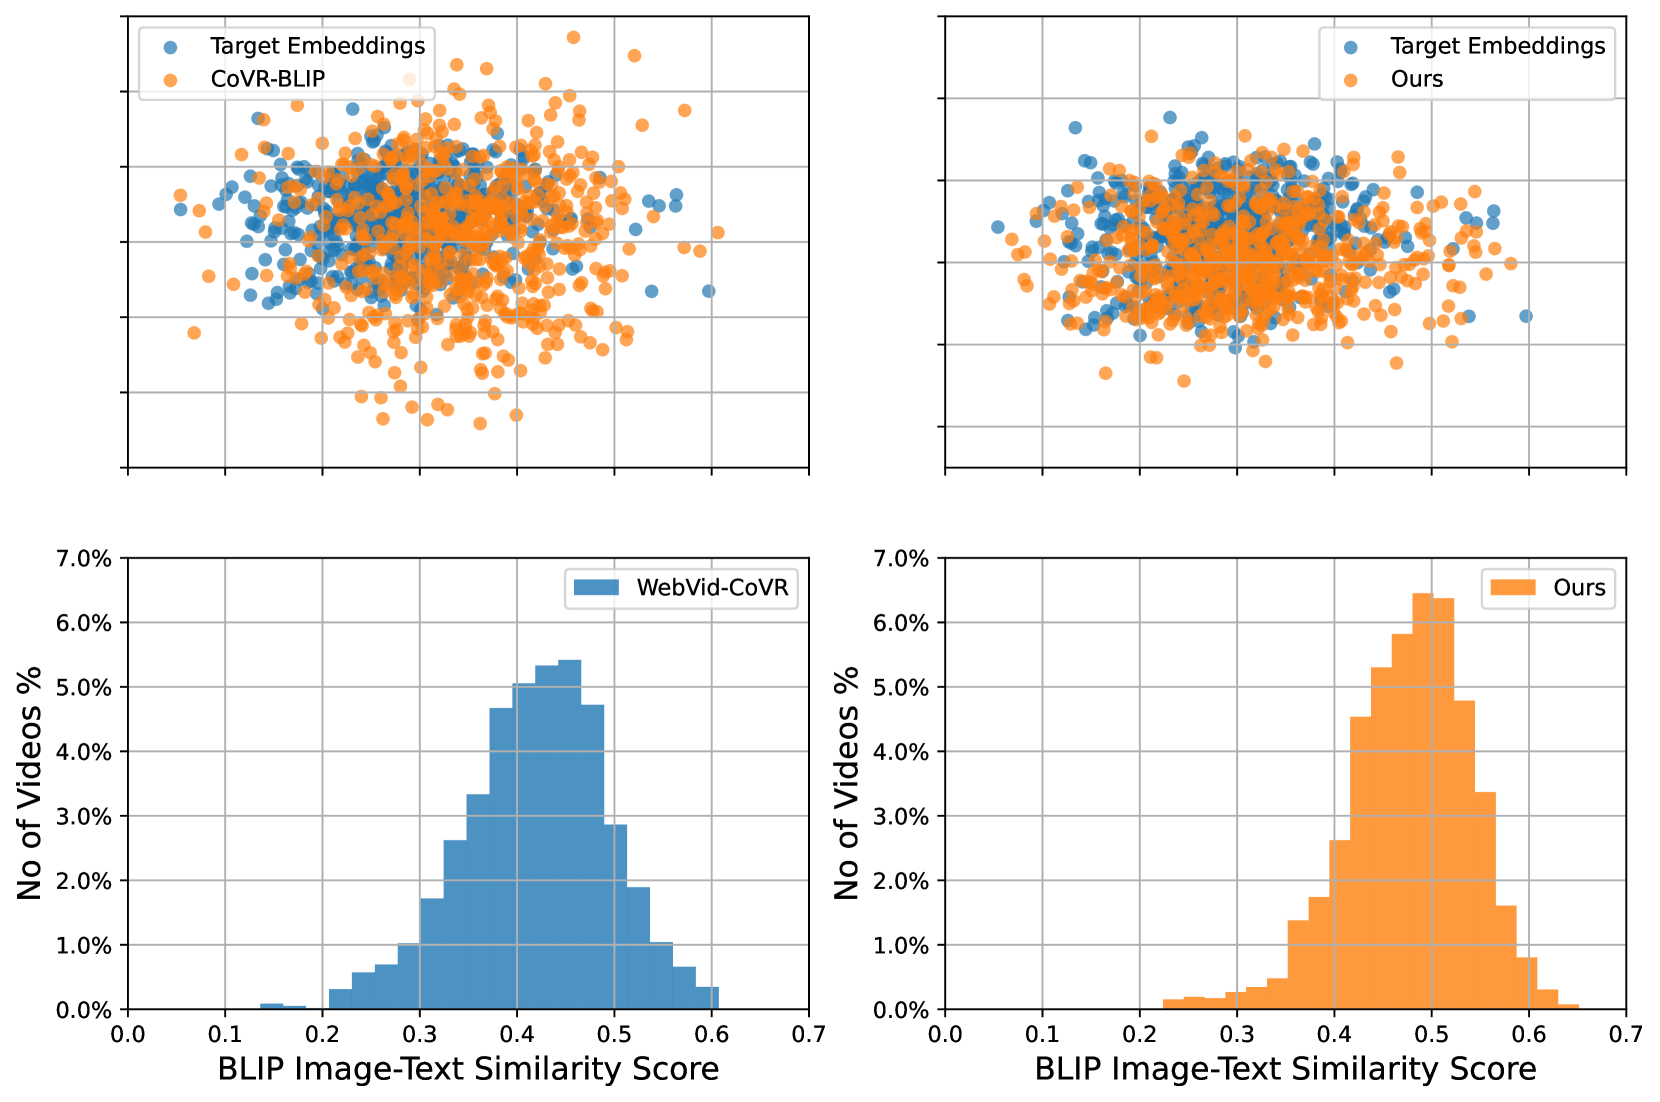 Target Embeddings
CoVR-BLIP
Target Embeddings
Ours
7.0%
6.0%
5.0%
4.0%
3.0%
2.0%
1.0%
0.0%
No of Videos %
WebVid-CoVR
0.0 0.1 0.2 0.3 0.4 0.5 0.6 0.7
BLIP Image-Text Similarity Score
7.0%
6.0%
5.0%
4.0%
3.0%
2.0%
1.0%
0.0%
No of Videos %
Ours
0.0 0.1 0.2 0.3 0.4 0.5 0.6 0.7
BLIP Image-Text Similarity Score